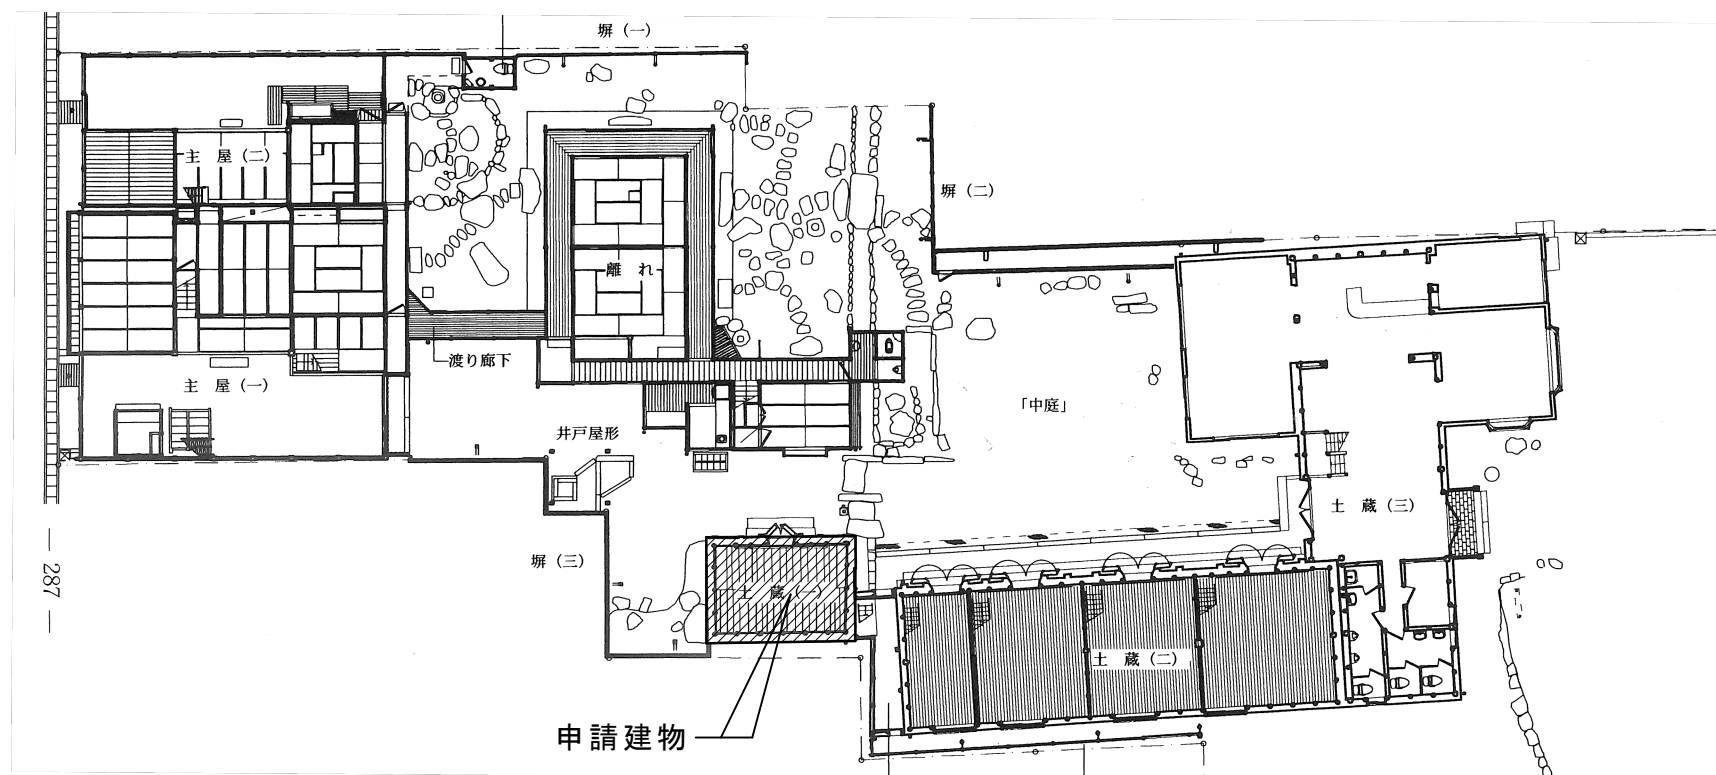 塀（一）
主　屋（二）
塀（二）
離　れ
渡り廊下
主　屋（一）
「中庭」
井戸屋形
土　蔵（三）
塀（三）
― 287 ―
土　蔵（一）
土　蔵（二）
申請建物